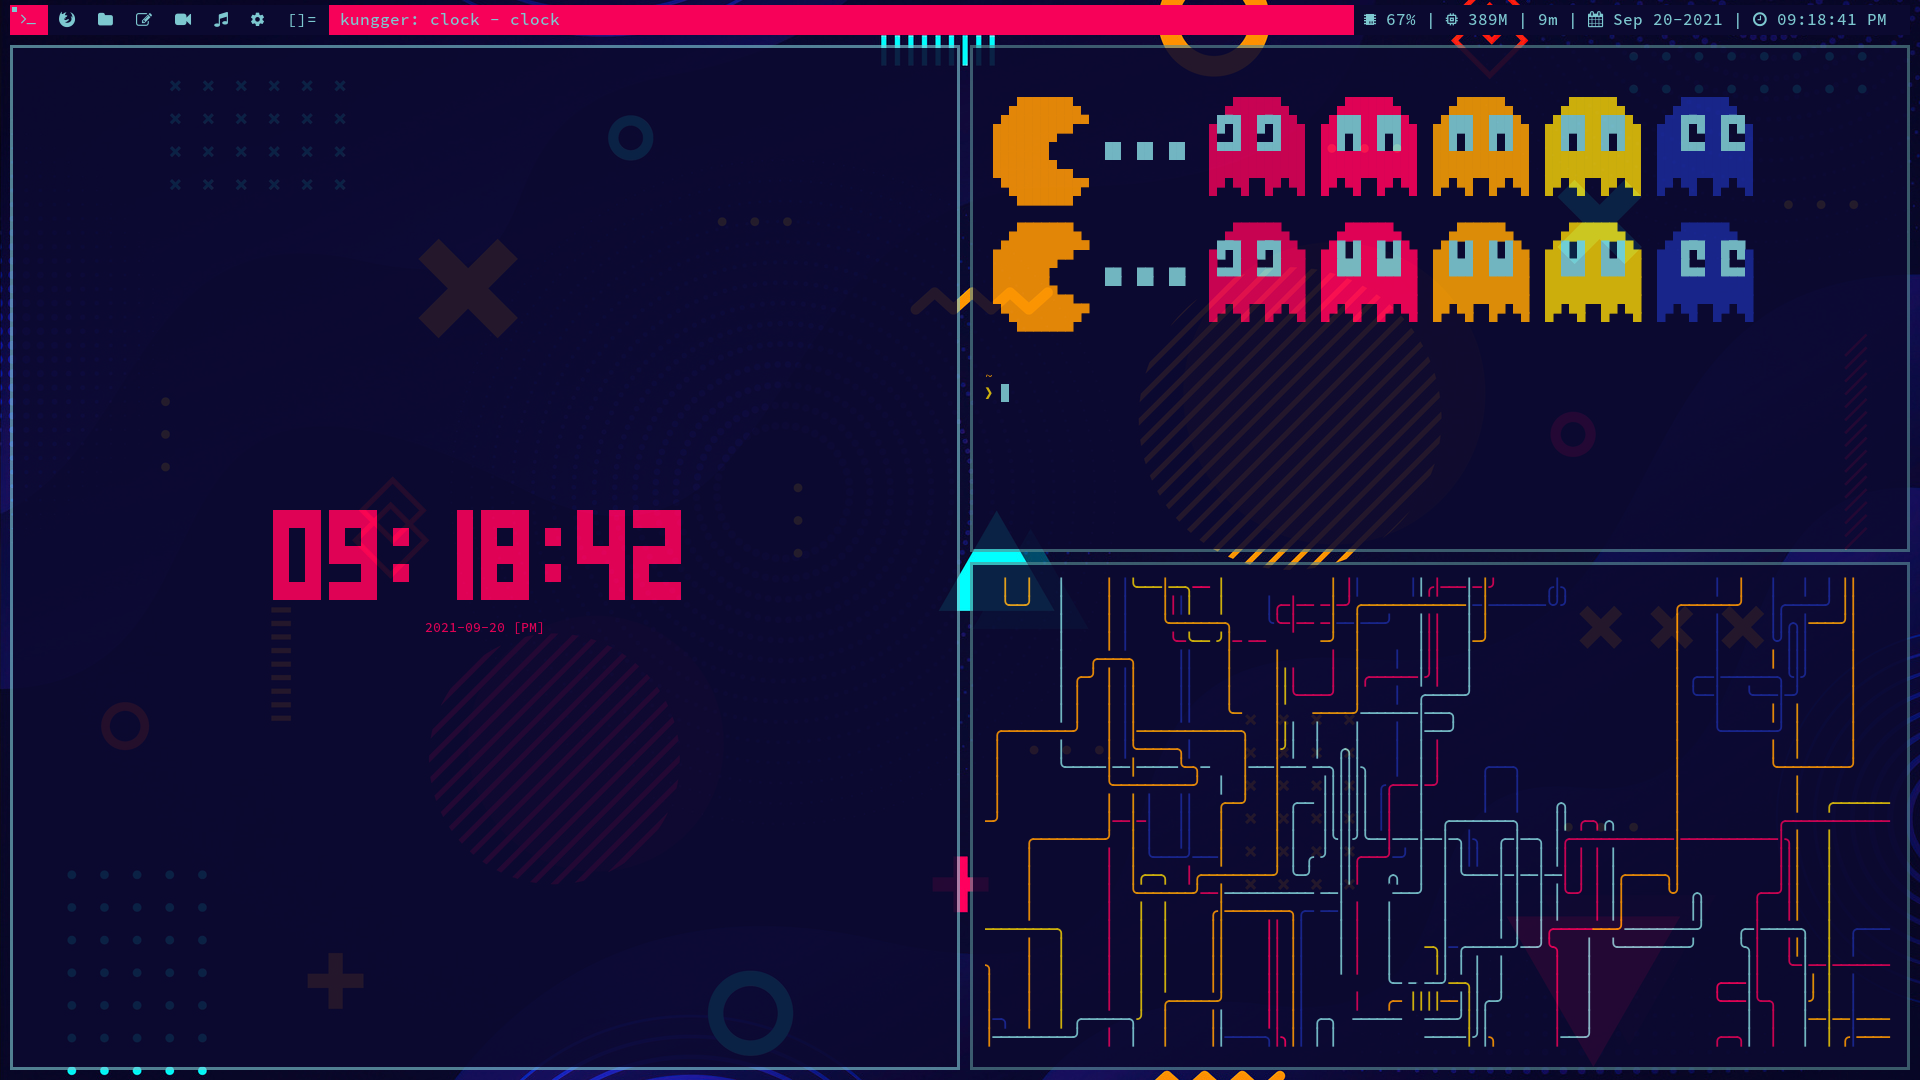 >_ []= kungger: clock - clock 67% | 389M | 9m | Sep 20-2021 | 09:18:41 PM
09:18:42
2021-09-20 [PM]
~
❯